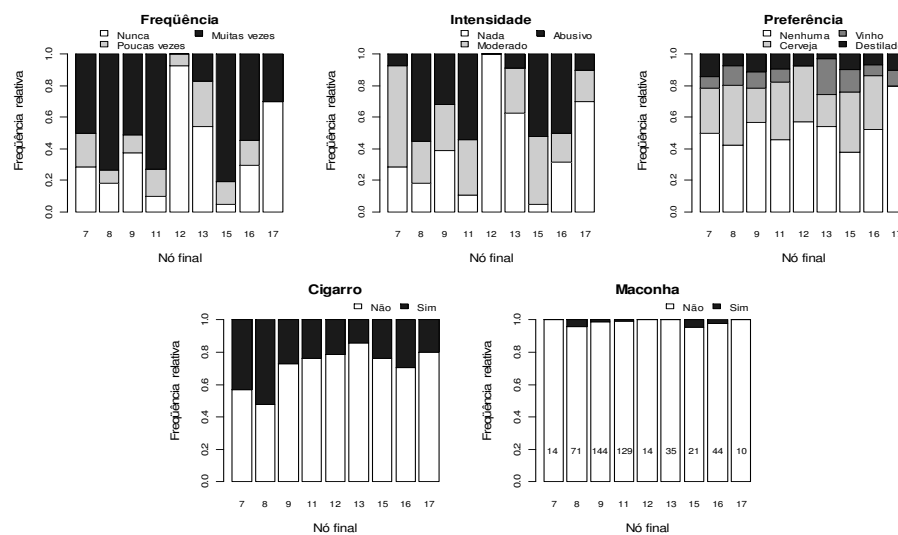 Freqüência
Nunca Muitas vezes
Poucas vezes
Freqüência relativa
1.0
0.8
0.6
0.4
0.2
0.0
7 8 9 11 12 13 15 16 17
Nó final
Intensidade
Nada Abusivo
Moderado
Freqüência relativa
1.0
0.8
0.6
0.4
0.2
0.0
7 8 9 11 12 13 15 16 17
Nó final
Preferência
Nenhuma Vinho
Cerveja Destilad
Freqüência relativa
1.0
0.8
0.6
0.4
0.2
0.0
7 8 9 11 12 13 15 16 17
Nó final
Cigarro
Não Sim
Freqüência relativa
1.0
0.8
0.6
0.4
0.2
0.0
7 8 9 11 12 13 15 16 17
Nó final
Maconha
Não Sim
Freqüência relativa
1.0
0.8
0.6
0.4
0.2
0.0
14 71 144 129 14 35 21 44 10
7 8 9 11 12 13 15 16 17
Nó final